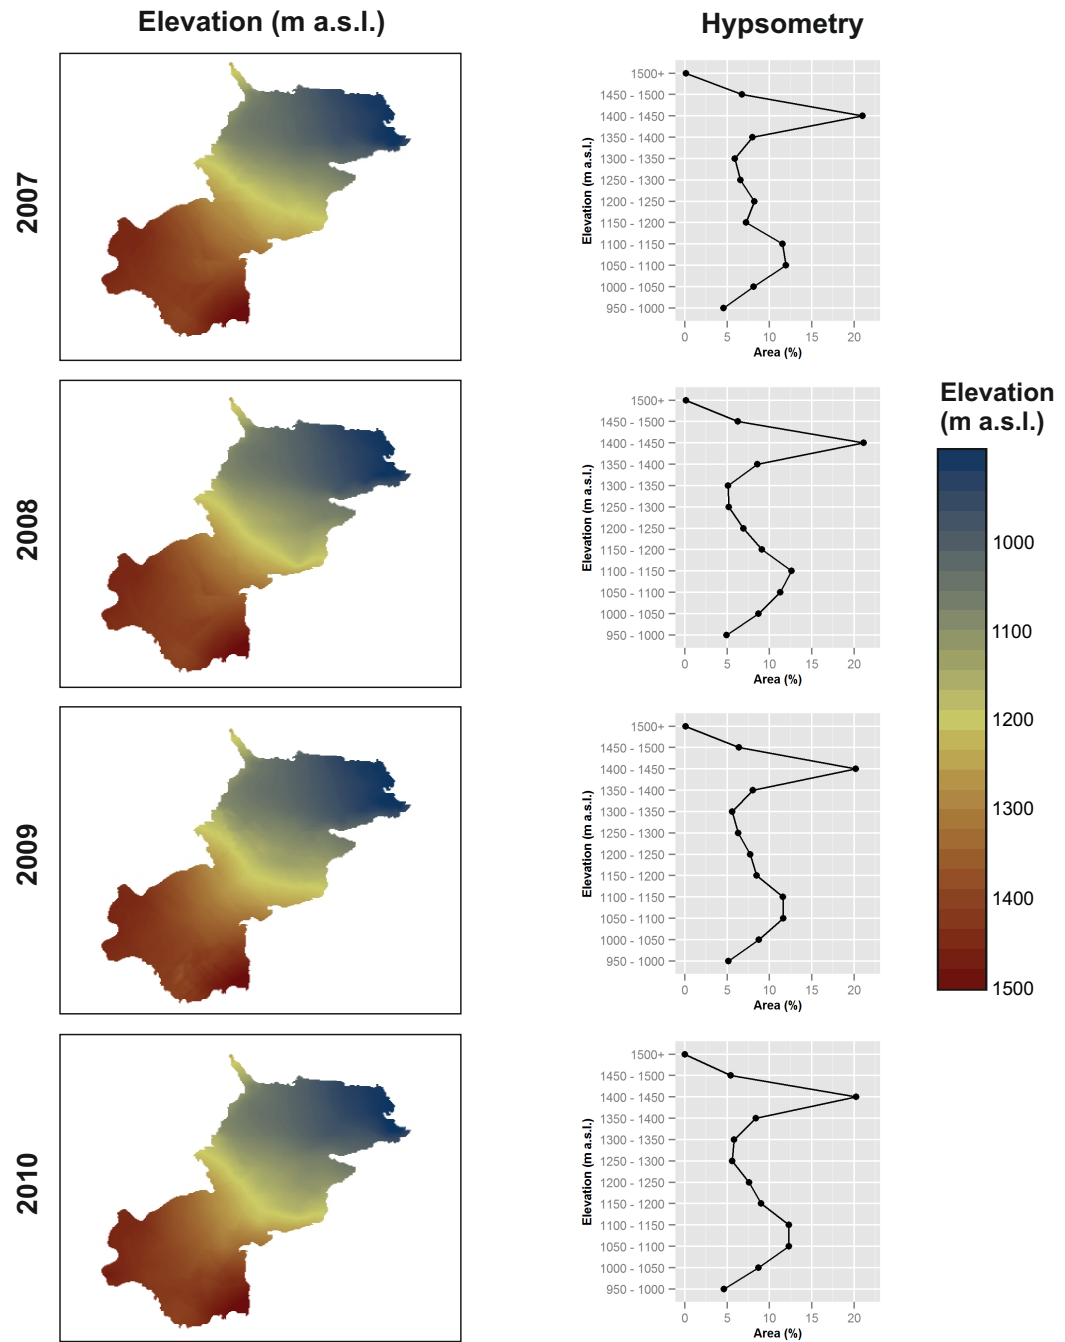 Elevation (m a.s.l.)
Hypsometry
2007
Elevation (m a.s.l.)
1500+
1450 - 1500
1400 - 1450
1350 - 1400
1300 - 1350
1250 - 1300
1200 - 1250
1150 - 1200
1100 - 1150
1050 - 1100
1000 - 1050
950 - 1000
0 5 10 15 20
Area (%)
2008
Elevation (m a.s.l.)
1500+
1450 - 1500
1400 - 1450
1350 - 1400
1300 - 1350
1250 - 1300
1200 - 1250
1150 - 1200
1100 - 1150
1050 - 1100
1000 - 1050
950 - 1000
0 5 10 15 20
Area (%)
Elevation
(m a.s.l.)
1000
1100
1200
1300
1400
1500
2009
Elevation (m a.s.l.)
1500+
1450 - 1500
1400 - 1450
1350 - 1400
1300 - 1350
1250 - 1300
1200 - 1250
1150 - 1200
1100 - 1150
1050 - 1100
1000 - 1050
950 - 1000
0 5 10 15 20
Area (%)
2010
Elevation (m a.s.l.)
1500+
1450 - 1500
1400 - 1450
1350 - 1400
1300 - 1350
1250 - 1300
1200 - 1250
1150 - 1200
1100 - 1150
1050 - 1100
1000 - 1050
950 - 1000
0 5 10 15 20
Area (%)